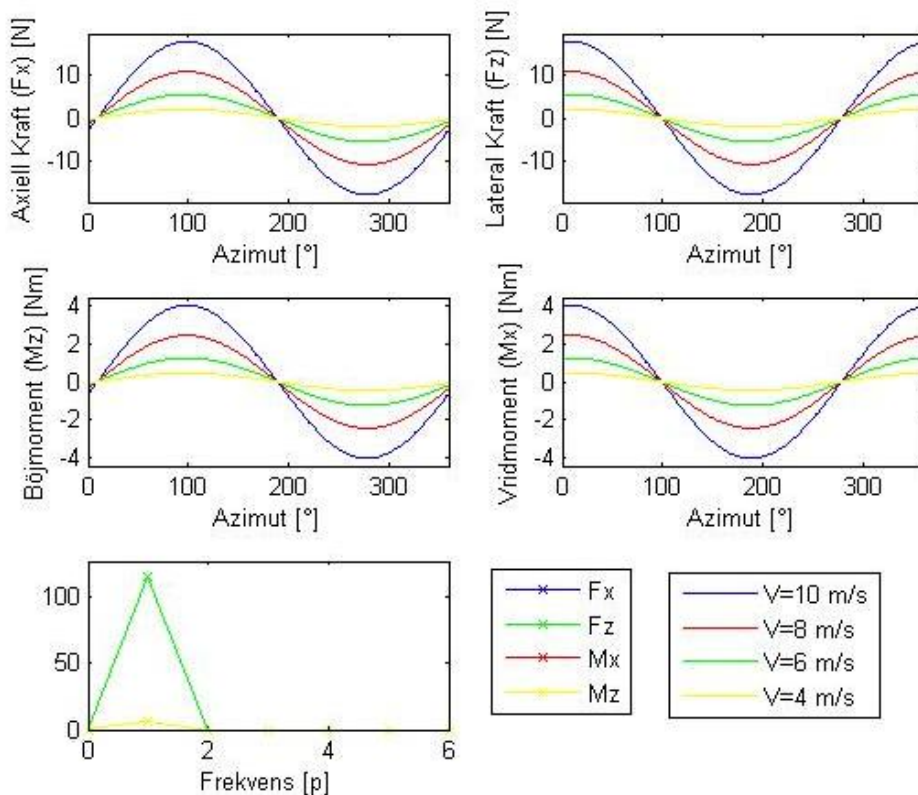 Axiell Kraft (Fx) [N]
10
0
-10
0
100
200
300
Azimut [°]
Lateral Kraft (Fz) [N]
10
0
-10
0
100
200
300
Azimut [°]
Böjmoment (Mz) [Nm]
4
2
0
-2
-4
0
100
200
300
Azimut [°]
Vridmoment (Mx) [Nm]
4
2
0
-2
-4
0
100
200
300
Azimut [°]
100
50
0
0
2
4
6
Frekvens [p]
Fx
Fz
Mx
Mz
V=10 m/s
V=8 m/s
V=6 m/s
V=4 m/s